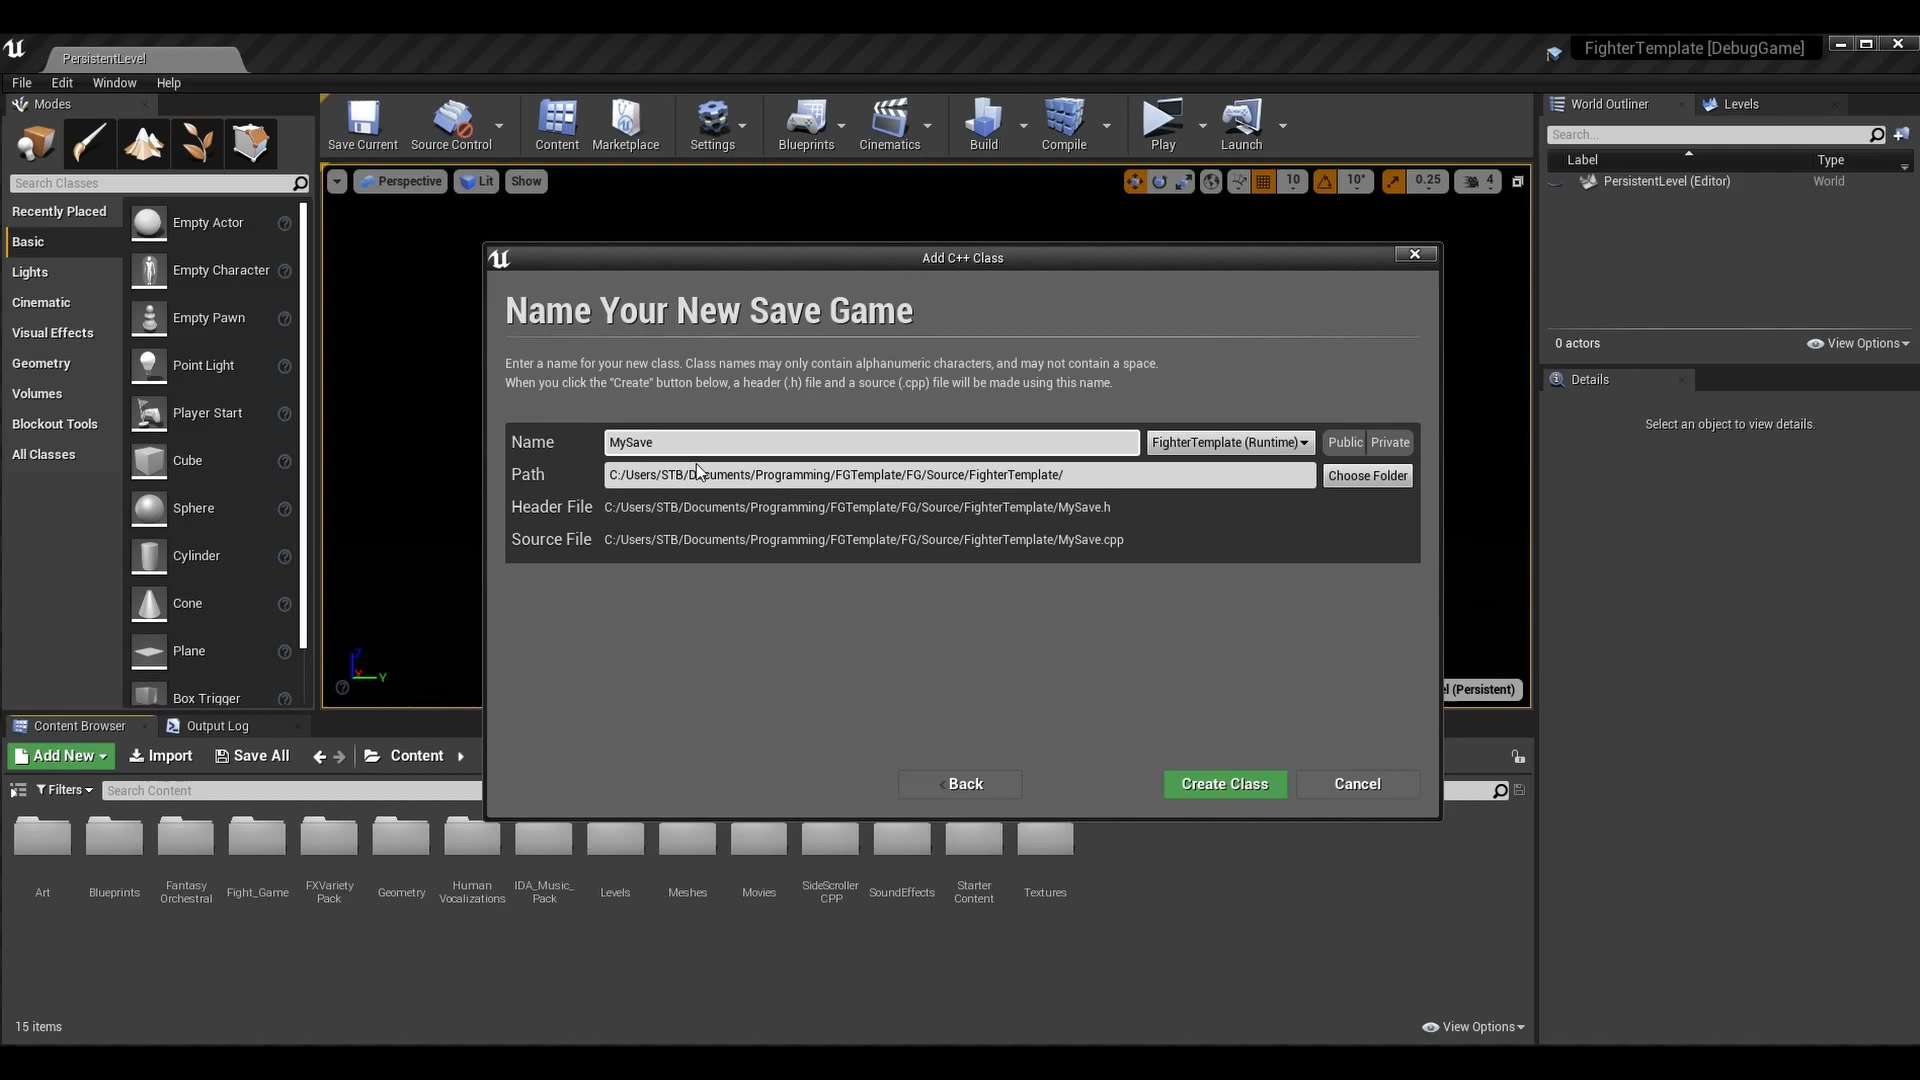 PersistentLevel
FighterTemplate [DebugGame]
File Edit Window Help
Modes
Search Classes
Recently Placed
Basic
Lights
Cinematic
Visual Effects
Geometry
Volumes
Blockout Tools
All Classes
Empty Actor
Empty Character
Empty Pawn
Point Light
Player Start
Cube
Sphere
Cylinder
Cone
Plane
Box Trigger
Save Current Source Control Content Marketplace Settings Blueprints Cinematics Build Compile Play Launch
Perspective Lit Show
10 10° 0.25 4
World Outliner Levels
Search...
Label Type
PersistentLevel (Editor) World
0 actors View Options
Details
Select an object to view details.
Add C++ Class
Name Your New Save Game
Enter a name for your new class. Class names may only contain alphanumeric characters, and may not contain a space.
When you click the "Create" button below, a header (.h) file and a source (.cpp) file will be made using this name.
Name MySave FighterTemplate (Runtime) Public Private
Path C:/Users/STB/Documents/Programming/FGTemplate/FG/Source/FighterTemplate/ Choose Folder
Header File C:/Users/STB/Documents/Programming/FGTemplate/FG/Source/FighterTemplate/MySave.h
Source File C:/Users/STB/Documents/Programming/FGTemplate/FG/Source/FighterTemplate/MySave.cpp
Back Create Class Cancel
Z
X
Y
el (Persistent)
Content Browser Output Log
Add New Import Save All Content
Filters Search Content
Art
Blueprints
Fantasy
Orchestral
Fight_Game
FXVariety
Pack
Geometry
Human
Vocalizations
IDA_Music_
Pack
Levels
Meshes
Movies
SideScroller
CPP
SoundEffects
Starter
Content
Textures
15 items View Options